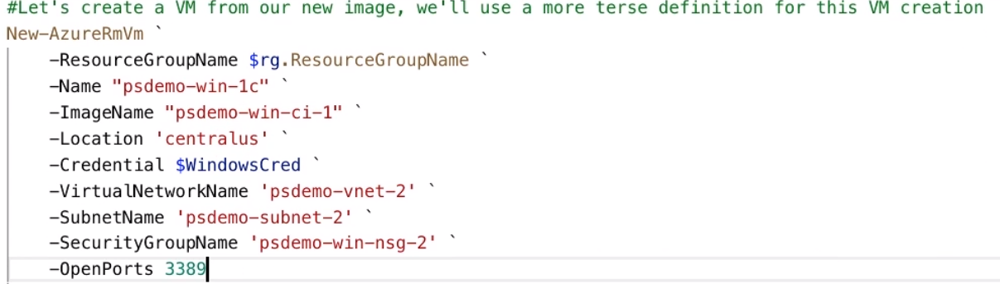 #Let's create a VM from our new image, we'll use a more terse definition for this VM creation
New-AzureRmVm `
    -ResourceGroupName $rg.ResourceGroupName `
    -Name "psdemo-win-1c" `
    -ImageName "psdemo-win-ci-1" `
    -Location 'centralus' `
    -Credential $WindowsCred `
    -VirtualNetworkName 'psdemo-vnet-2' `
    -SubnetName 'psdemo-subnet-2' `
    -SecurityGroupName 'psdemo-win-nsg-2' `
    -OpenPorts 3389